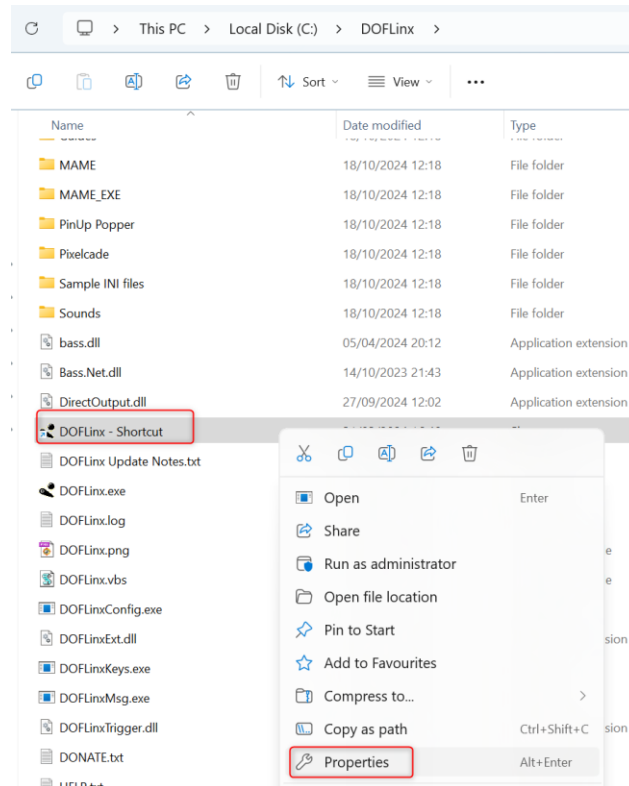 This PC > Local Disk (C:) > DOFLinx >
Sort View ...
Name Date modified Type
MAME 18/10/2024 12:18 File folder
MAME_EXE 18/10/2024 12:18 File folder
PinUp Popper 18/10/2024 12:18 File folder
Pixelcade 18/10/2024 12:18 File folder
Sample INI files 18/10/2024 12:18 File folder
Sounds 18/10/2024 12:18 File folder
bass.dll 05/04/2024 20:12 Application extension
Bass.Net.dll 14/10/2023 21:43 Application extension
DirectOutput.dll 27/09/2024 12:02 Application extension
DOFLinx - Shortcut
DOFLinx Update Notes.txt
DOFLinx.exe
Open Enter
DOFLinx.log
Share
DOFLinx.png
Run as administrator
DOFLinx.vbs
Open file location
DOFLinxConfig.exe
Pin to Start
DOFLinxExt.dll sion
Add to Favourites
DOFLinxKeys.exe
Compress to... >
DOFLinxMsg.exe
Copy as path Ctrl+Shift+C sion
DOFLinxTrigger.dll
DONATE.txt
Properties Alt+Enter